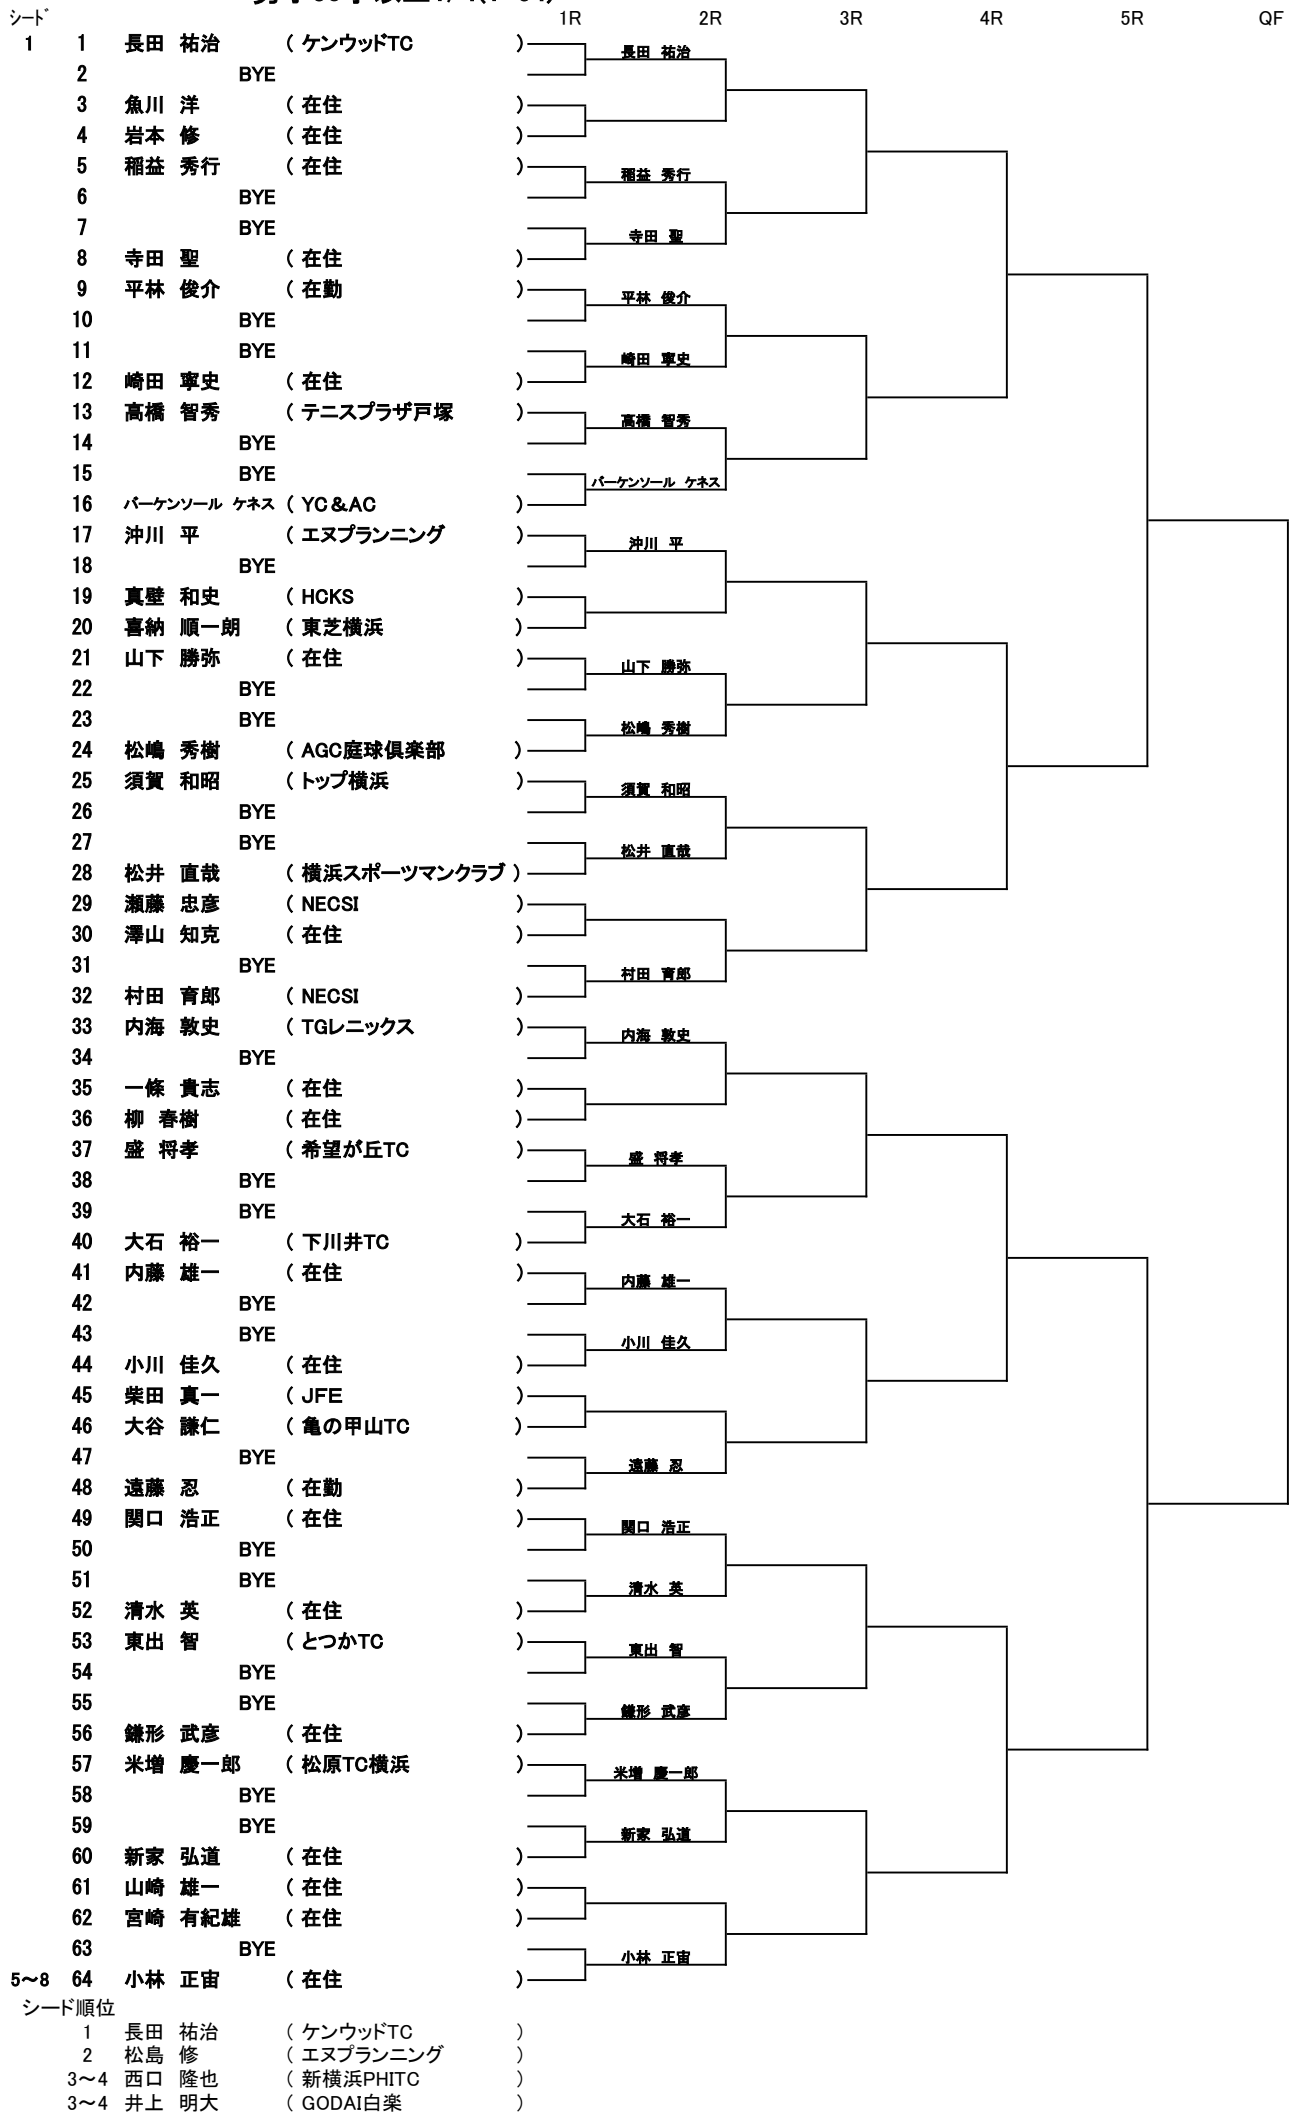 シード 1R 2R 3R 4R 5R QF
1 1 長田 祐治 ( ケンウッドTC ) 長田 祐治
2 BYE
3 魚川 洋 ( 在住 )
4 岩本 修 ( 在住 )
5 稲益 秀行 ( 在住 ) 稲益 秀行
6 BYE
7 BYE 寺田 聖
8 寺田 聖 ( 在住 )
9 平林 俊介 ( 在勤 ) 平林 俊介
10 BYE
11 BYE 崎田 寧史
12 崎田 寧史 ( 在住 )
13 高橋 智秀 ( テニスプラザ戸塚 ) 高橋 智秀
14 BYE
15 BYE バーケンソール ケネス
16 バーケンソール ケネス ( YC&AC )
17 沖川 平 ( エヌプランニング ) 沖川 平
18 BYE
19 真壁 和史 ( HCKS )
20 喜納 順一朗 ( 東芝横浜 )
21 山下 勝弥 ( 在住 ) 山下 勝弥
22 BYE
23 BYE 松嶋 秀樹
24 松嶋 秀樹 ( AGC庭球倶楽部 )
25 須賀 和昭 ( トップ横浜 ) 須賀 和昭
26 BYE
27 BYE 松井 直哉
28 松井 直哉 ( 横浜スポーツマンクラブ )
29 瀬藤 忠彦 ( NECSI )
30 澤山 知克 ( 在住 )
31 BYE 村田 育郎
32 村田 育郎 ( NECSI )
33 内海 敦史 ( TGレニックス ) 内海 敦史
34 BYE
35 一條 貴志 ( 在住 )
36 柳 春樹 ( 在住 )
37 盛 将孝 ( 希望が丘TC ) 盛 将孝
38 BYE
39 BYE 大石 裕一
40 大石 裕一 ( 下川井TC )
41 内藤 雄一 ( 在住 ) 内藤 雄一
42 BYE
43 BYE 小川 佳久
44 小川 佳久 ( 在住 )
45 柴田 真一 ( JFE )
46 大谷 謙仁 ( 亀の甲山TC )
47 BYE 遠藤 忍
48 遠藤 忍 ( 在勤 )
49 関口 浩正 ( 在住 ) 関口 浩正
50 BYE
51 BYE 清水 英
52 清水 英 ( 在住 )
53 東出 智 ( とつかTC ) 東出 智
54 BYE
55 BYE 鎌形 武彦
56 鎌形 武彦 ( 在住 )
57 米増 慶一郎 ( 松原TC横浜 ) 米増 慶一郎
58 BYE
59 BYE 新家 弘道
60 新家 弘道 ( 在住 )
61 山崎 雄一 ( 在住 )
62 宮崎 有紀雄 ( 在住 )
63 BYE 小林 正宙
5〜8 64 小林 正宙 ( 在住 )
シード順位
1 長田 祐治 ( ケンウッドTC )
2 松島 修 ( エヌプランニング )
3〜4 西口 隆也 ( 新横浜PHITC )
3〜4 井上 明大 ( GODAI白楽 )